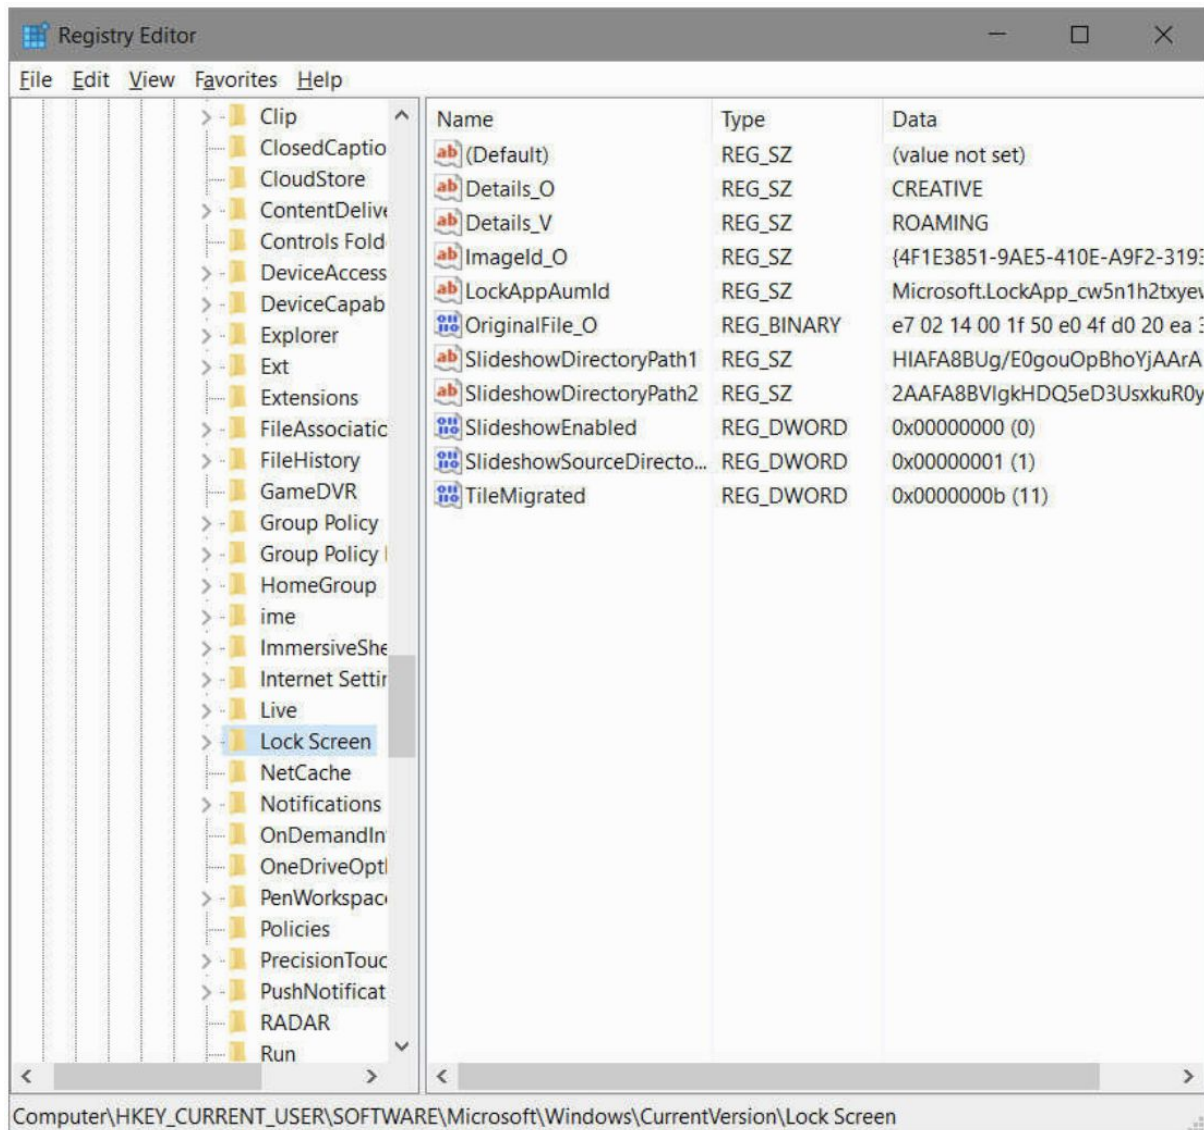 Registry Editor
File Edit View Favorites Help
Clip
ClosedCaptio
CloudStore
ContentDelive
Controls Fold
DeviceAccess
DeviceCapab
Explorer
Ext
Extensions
FileAssociatic
FileHistory
GameDVR
Group Policy
Group Policy
HomeGroup
ime
ImmersiveShe
Internet Settin
Live
Lock Screen
NetCache
Notifications
OnDemandIn
OneDriveOpt
PenWorkspac
Policies
PrecisionTouc
PushNotificat
RADAR
Run
Name Type Data
(Default) REG_SZ (value not set)
Details_O REG_SZ CREATIVE
Details_V REG_SZ ROAMING
ImageId_O REG_SZ {4F1E3851-9AE5-410E-A9F2-3193
LockAppAumId REG_SZ Microsoft.LockApp_cw5n1h2txyew
OriginalFile_O REG_BINARY e7 02 14 00 1f 50 e0 4f d0 20 ea 3
SlideshowDirectoryPath1 REG_SZ HIAFA8BUg/E0gouOpBhoYjAArA
SlideshowDirectoryPath2 REG_SZ 2AAFA8BVIgkHDQ5eD3UsxkuR0y
SlideshowEnabled REG_DWORD 0x00000000 (0)
SlideshowSourceDirecto... REG_DWORD 0x00000001 (1)
TileMigrated REG_DWORD 0x0000000b (11)
Computer\HKEY_CURRENT_USER\SOFTWARE\Microsoft\Windows\CurrentVersion\Lock Screen